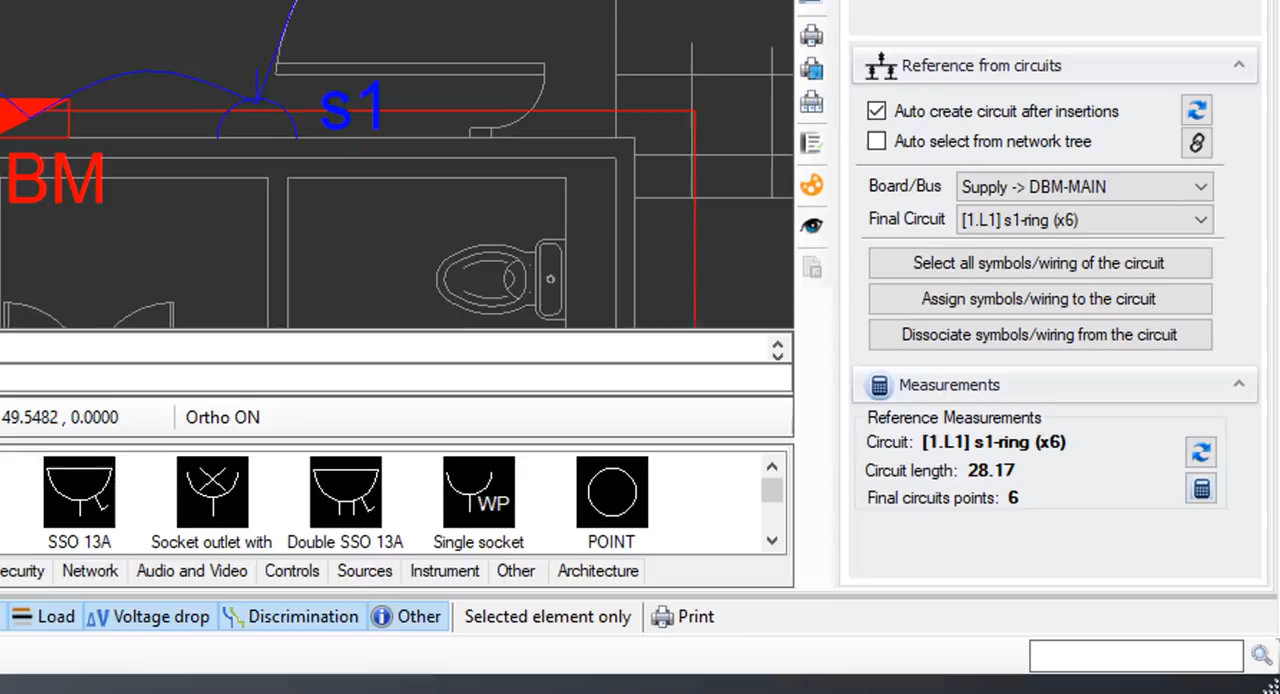 Reference from circuits
s1
Auto create circuit after insertions
Auto select from network tree
BM
Board/Bus Supply -> DBM-MAIN
Final Circuit [1.L1] s1-ring (x6)
Select all symbols/wiring of the circuit
Assign symbols/wiring to the circuit
Dissociate symbols/wiring from the circuit
Measurements
Reference Measurements
49.5482 , 0.0000 Ortho ON
Circuit: [1.L1] s1-ring (x6)
Circuit length: 28.17
Final circuits points: 6
WP
SSO 13A Socket outlet with Double SSO 13A Single socket POINT
ecurity Network Audio and Video Controls Sources Instrument Other Architecture
Load ΔV Voltage drop Discrimination Other Selected element only Print